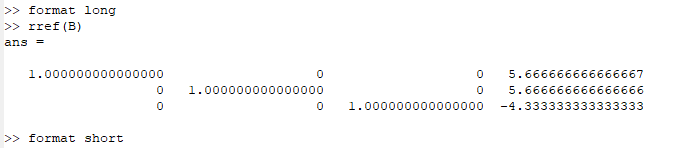 >> format long
>> rref(B)
ans =
1.000000000000000 0 0 5.666666666666667
0 1.000000000000000 0 5.666666666666666
0 0 1.000000000000000 -4.333333333333333
>> format short